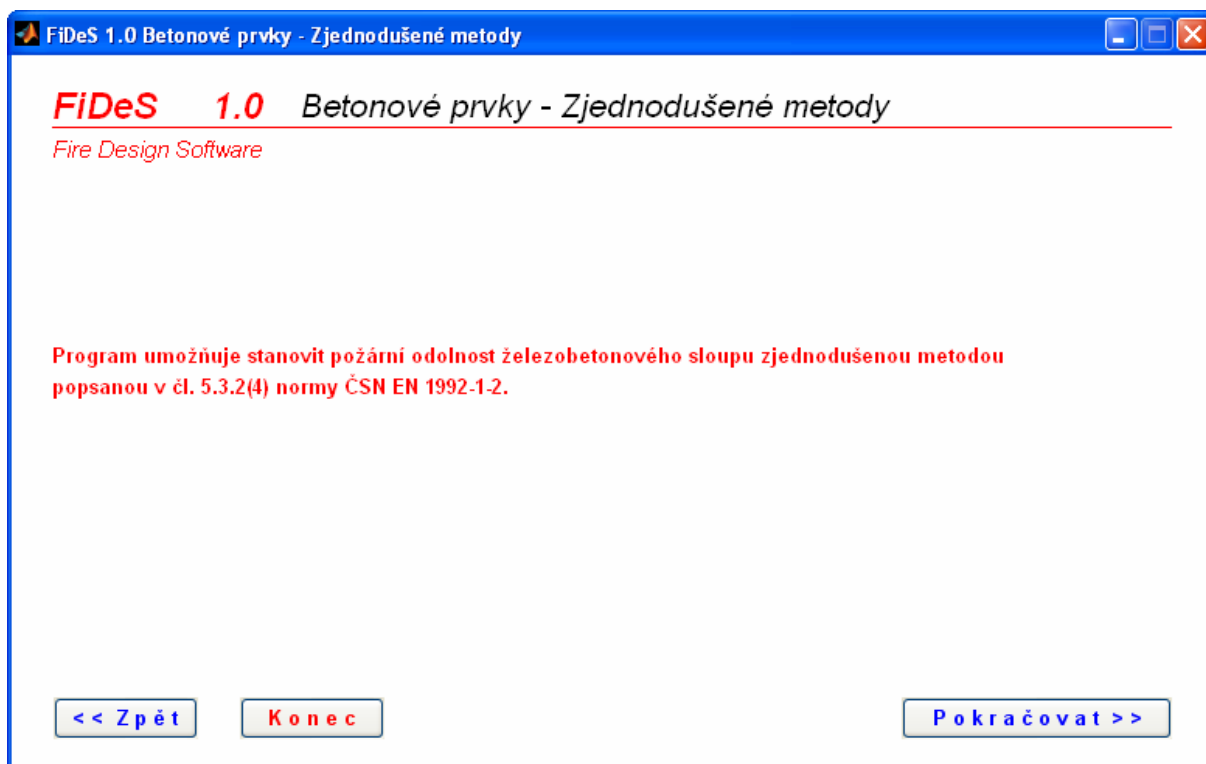 FiDeS 1.0 Betonové prvky - Zjednodušené metody
FiDeS 1.0 Betonové prvky - Zjednodušené metody
Fire Design Software
Program umožňuje stanovit požární odolnost železobetonového sloupu zjednodušenou metodou
popsanou v čl. 5.3.2(4) normy ČSN EN 1992-1-2.
<< Zpět Konec Pokračovat >>